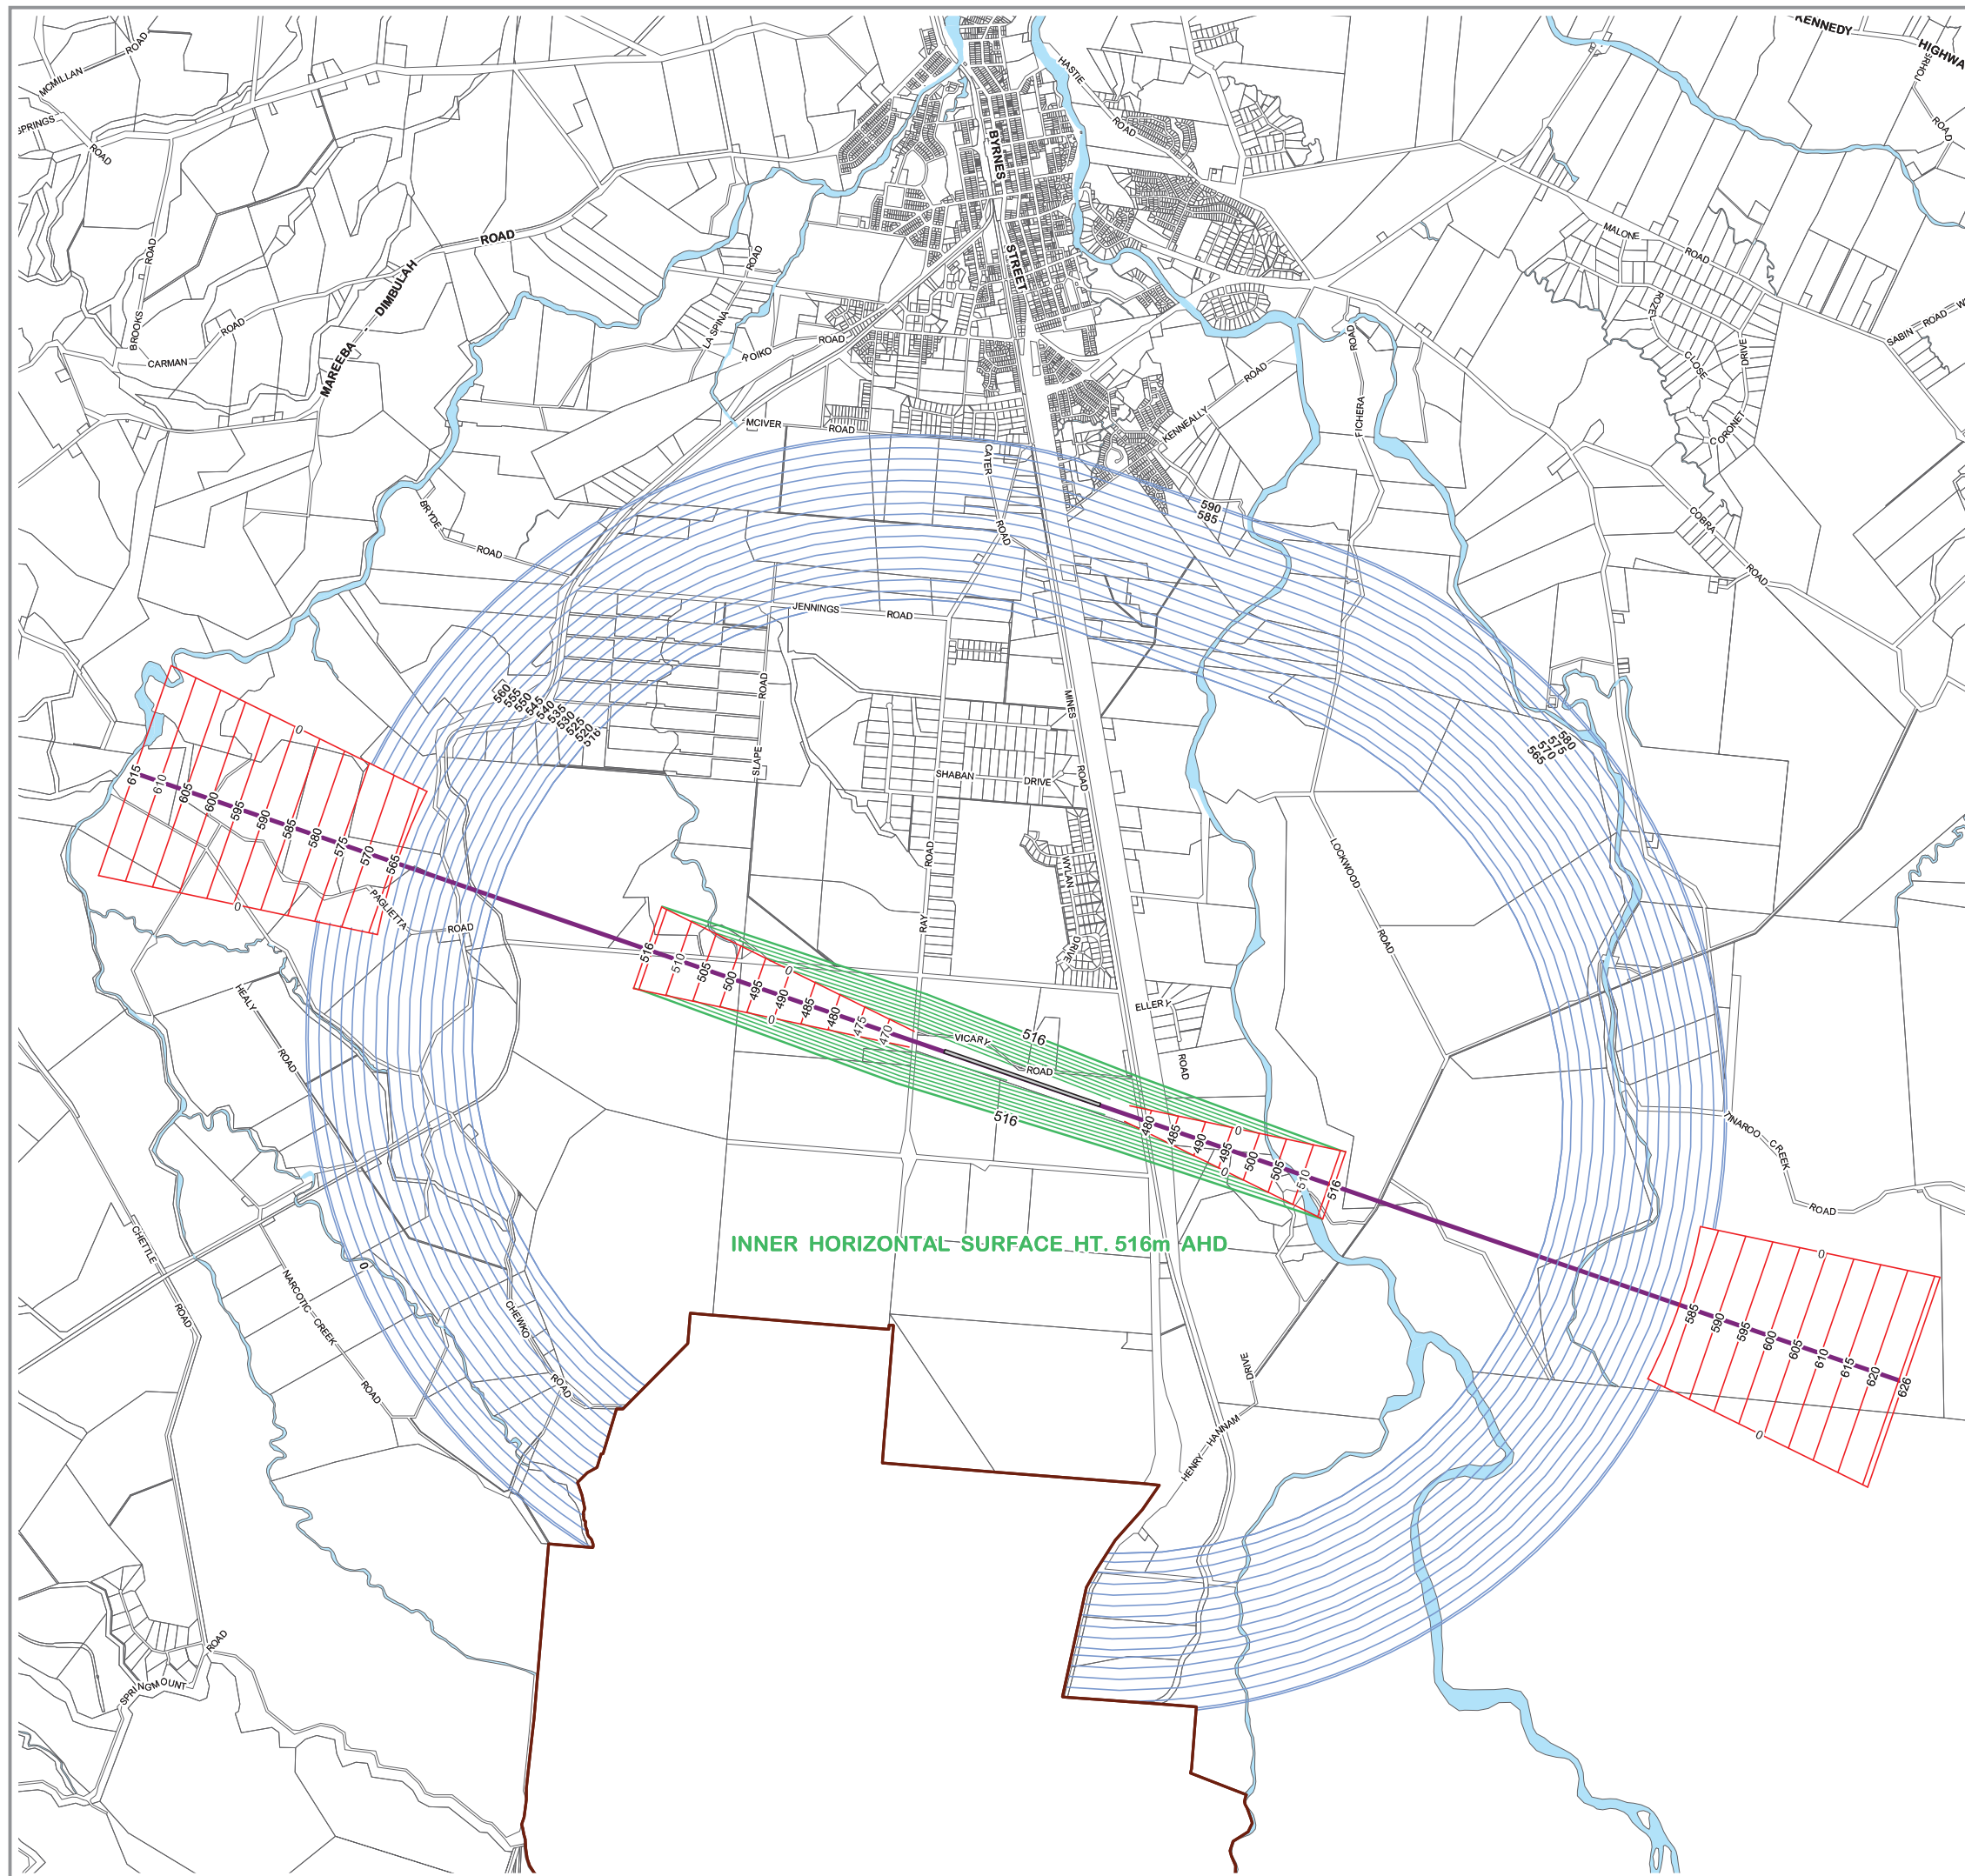 KENNEDY
HIGHWA
MCMILLAN
ROAD
SPRINGS
ROAD
HASTIE
ROAD
ROAD
BYRNES
STREET
BROOKS
ROAD
CARMAN
ROAD
MAREEBA - DIMBULAH
ROAD
LA SPINA
ROAD
ROIKO
ROAD
MALONE
ROAD
ROZEL
CLOSE
CORONET
DRIVE
SABIN
ROAD
MCIVER
ROAD
CATER
ROAD
KENNEALLY
ROAD
FICHERA
ROAD
COBRA
ROAD
BRYDE
ROAD
590
585
JENNINGS
ROAD
SLAPE
ROAD
MINES
ROAD
560
555
550
545
540
535
530
525
520
516
580
575
570
565
SHABAN
DRIVE
WYLAN
DRIVE
RAY
ROAD
LOCKWOOD
ROAD
0
615
610
605
600
595
590
585
580
575
570
565
0
PAGLIETTA
ROAD
516
510
505
500
495
490
485
480
475
470
0
0
HEALY
ROAD
ELLERY
ROAD
VICARY
ROAD
516
516
480
485
490
495
500
505
510
516
0
0
TINAROO
CREEK
ROAD
INNER HORIZONTAL SURFACE HT. 516m AHD
CHETTLE
ROAD
NARCOTIC
CREEK
ROAD
0
CHEWKO
ROAD
0
585
590
595
600
605
610
615
620
626
0
HENRY
HANNAM
DRIVE
SPRINGMOUNT
ROAD